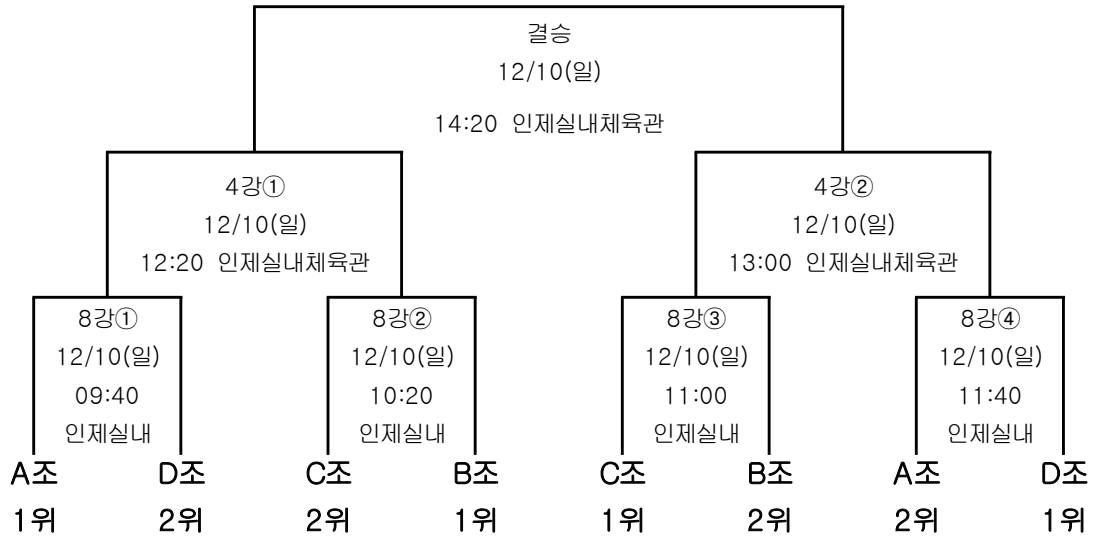 결승
12/10(일)
14:20 인제실내체육관
4강① 4강②
12/10(일) 12/10(일)
12:20 인제실내체육관 13:00 인제실내체육관
8강① 8강② 8강③ 8강④
12/10(일) 12/10(일) 12/10(일) 12/10(일)
09:40 10:20 11:00 11:40
인제실내 인제실내 인제실내 인제실내
A조 D조 C조 B조 C조 B조 A조 D조
1위 2위 2위 1위 1위 2위 2위 1위